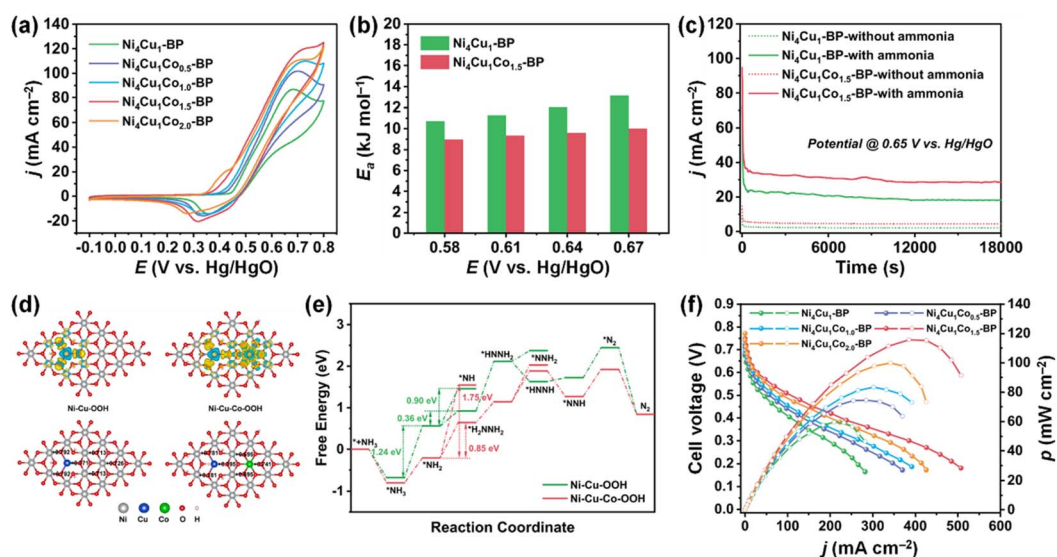 (a)
140
120
100
80
60
40
20
0
-20
j (mA cm⁻²)
Ni₄Cu₁-BP
Ni₄Cu₁Co₀.₅-BP
Ni₄Cu₁Co₁.₀-BP
Ni₄Cu₁Co₁.₅-BP
Ni₄Cu₁Co₂.₀-BP
-0.1 0.0 0.1 0.2 0.3 0.4 0.5 0.6 0.7 0.8
E (V vs. Hg/HgO)
(b)
20
18
16
14
12
10
8
6
4
2
0
Eₐ (kJ mol⁻¹)
Ni₄Cu₁-BP
Ni₄Cu₁Co₁.₅-BP
0.58 0.61 0.64 0.67
E (V vs. Hg/HgO)
(c)
120
100
80
60
40
20
0
j (mA cm⁻²)
Ni₄Cu₁-BP-without ammonia
Ni₄Cu₁-BP-with ammonia
Ni₄Cu₁Co₁.₅-BP-without ammonia
Ni₄Cu₁Co₁.₅-BP-with ammonia
Potential @ 0.65 V vs. Hg/HgO
0 6000 12000 18000
Time (s)
(d)
Ni-Cu-OOH Ni-Cu-Co-OOH
Ni Cu Co O H
(e)
3
2
1
0
-1
Free Energy (eV)
*+NH₃
1.24 eV
*NH₃
0.36 eV
0.90 eV
*NH₂
*NH
1.75 eV
*H₂NNH₂
0.85 eV
*HNNH₂
*NNH₂
*HNNH
*NNH
*N₂
N₂
Ni-Cu-OOH
Ni-Cu-Co-OOH
Reaction Coordinate
(f)
0.9
0.8
0.7
0.6
0.5
0.4
0.3
0.2
0.1
0.0
Cell voltage (V)
Ni₄Cu₁-BP Ni₄Cu₁Co₀.₅-BP
Ni₄Cu₁Co₁.₀-BP Ni₄Cu₁Co₁.₅-BP
Ni₄Cu₁Co₂.₀-BP
140
120
100
80
60
40
20
0
p (mW cm⁻²)
0 100 200 300 400 500 600
j (mA cm⁻²)